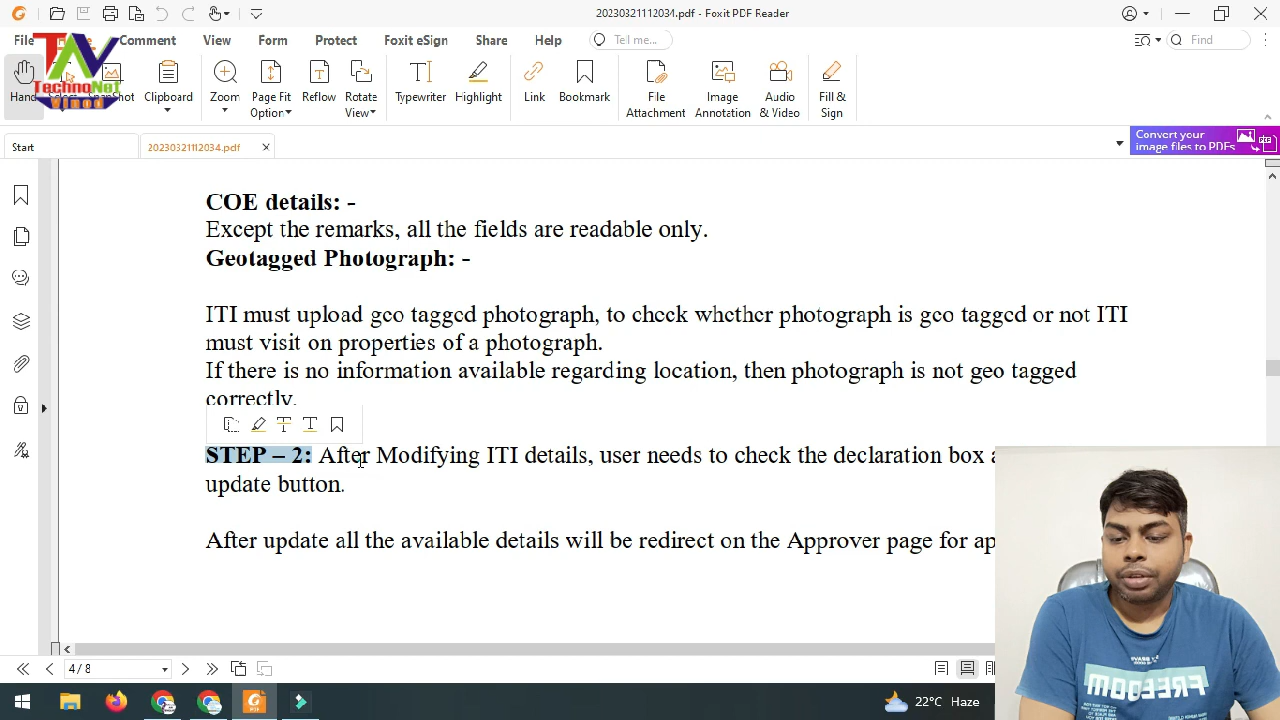 20230321112034.pdf - Foxit PDF Reader
File
Comment
View
Form
Protect
Foxit eSign
Share
Help
Tell me...
Find
TAV
TechnoNet
Vinod
Hand
Select
SnapShot
Clipboard
Zoom
Page Fit
Option
Reflow
Rotate
View
Typewriter
Highlight
Link
Bookmark
File
Attachment
Image
Annotation
Audio
& Video
Fill &
Sign
Start
20230321112034.pdf
Convert your
image files to PDFs
COE details: -
Except the remarks, all the fields are readable only.
Geotagged Photograph: -
ITI must upload geo tagged photograph, to check whether photograph is geo tagged or not ITI
must visit on properties of a photograph.
If there is no information available regarding location, then photograph is not geo tagged
correctly.
STEP – 2: After Modifying ITI details, user needs to check the declaration box
update button.
After update all the available details will be redirect on the Approver page for ap
FREEDOM
4 / 8
22°C Haze